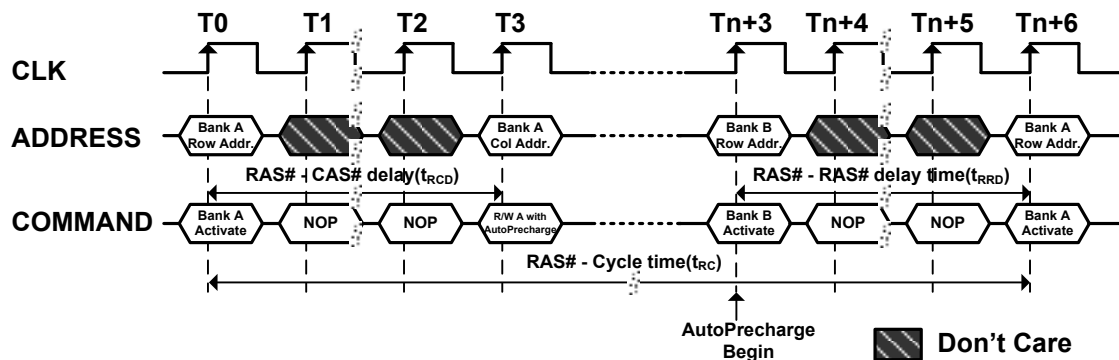 T0 T1 T2 T3 Tn+3 Tn+4 Tn+5 Tn+6
CLK
ADDRESS
Bank A
Row Addr.
Bank A
Col Addr.
Bank B
Row Addr.
Bank A
Row Addr.
RAS# - CAS# delay(tRCD)
RAS# - RAS# delay time(tRRD)
COMMAND
Bank A
Activate
NOP
NOP
R/W A with
AutoPrecharge
Bank B
Activate
NOP
NOP
Bank A
Activate
RAS# - Cycle time(tRC)
AutoPrecharge
Begin
Don't Care